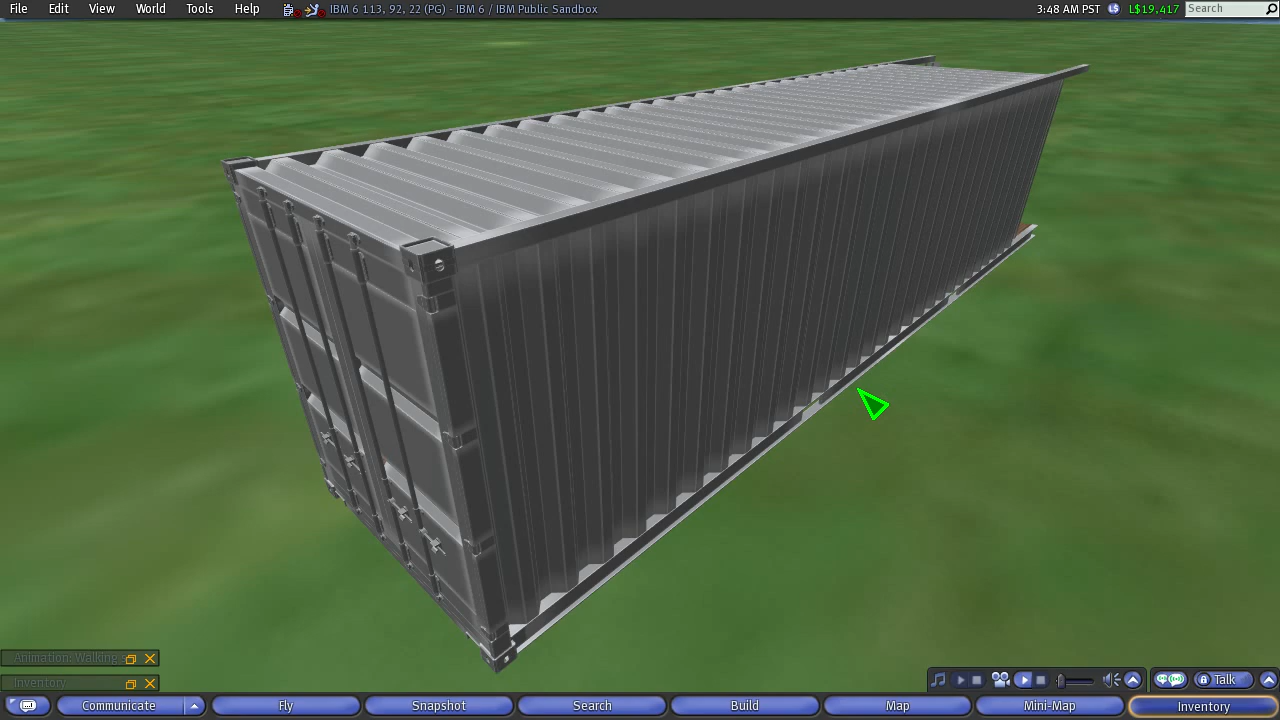 File Edit View World Tools Help IBM 6 113, 92, 22 (PG) - IBM 6 / IBM Public Sandbox 3:48 AM PST L$ L$19,417 Search
Animation: Walking s
Inventory
Talk
Communicate Fly Snapshot Search Build Map Mini-Map Inventory